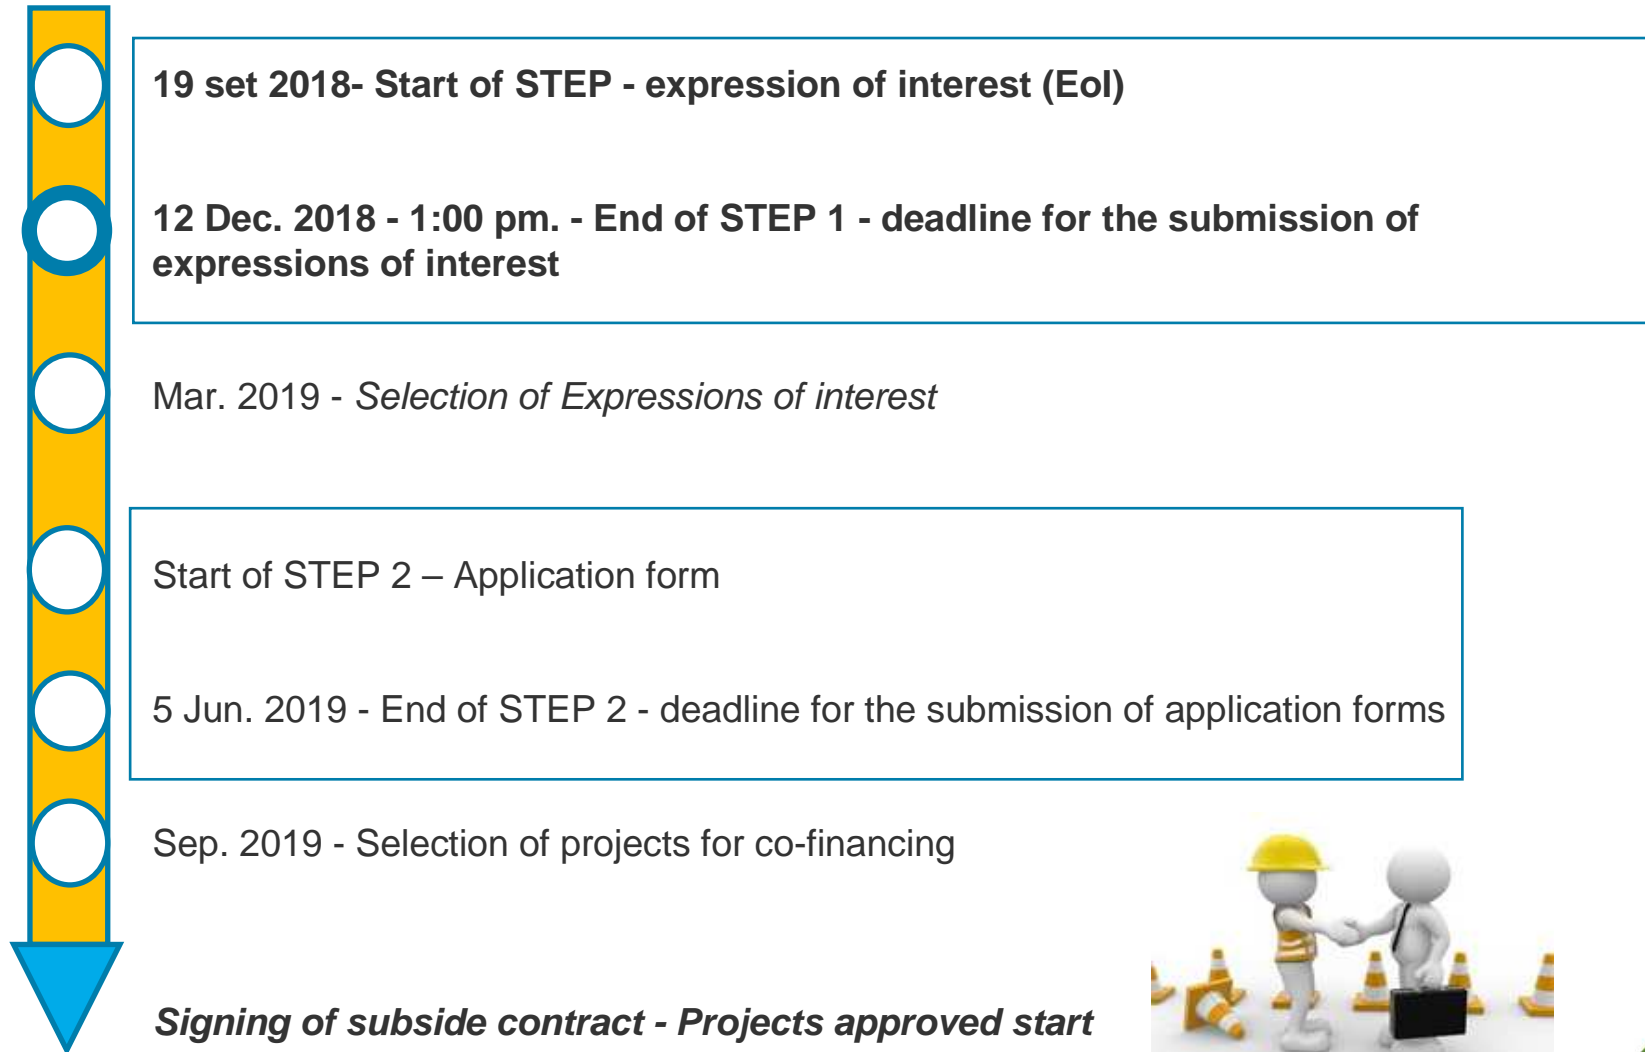 19 set 2018- Start of STEP - expression of interest (EoI)
12 Dec. 2018 - 1:00 pm. - End of STEP 1 - deadline for the submission of
expressions of interest
Mar. 2019 - Selection of Expressions of interest
Start of STEP 2 – Application form
5 Jun. 2019 - End of STEP 2 - deadline for the submission of application forms
Sep. 2019 - Selection of projects for co-financing
Signing of subside contract - Projects approved start